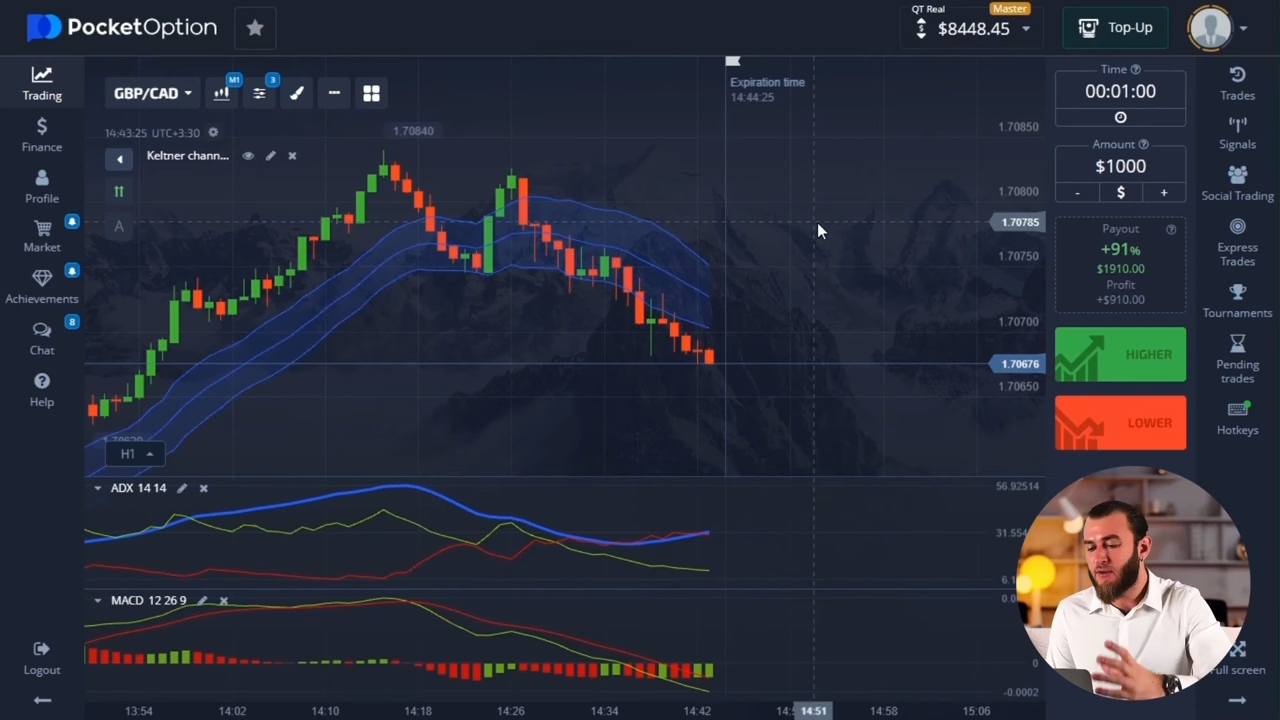 PocketOption
QT Real
Master
$8448.45
Top-Up
Trading
Finance
Profile
Market
Achievements
8
Chat
Help
Logout
GBP/CAD
M1
3
14:43:25 UTC+3:30
Keltner chann...
A
1.70840
Expiration time
14:44:25
1.70850
1.70800
1.70785
1.70750
1.70700
1.70676
1.70650
H1
ADX 14 14
56.92514
MACD 12 26 9
0
-0.0002
13:54
14:02
14:10
14:18
14:26
14:34
14:42
14:51
14:58
15:06
Time
00:01:00
Amount
$1000
- $ +
Payout
+91%
$1910.00
Profit
+$910.00
HIGHER
LOWER
Trades
Signals
Social Trading
Express
Trades
Tournaments
Pending
trades
Hotkeys
screen